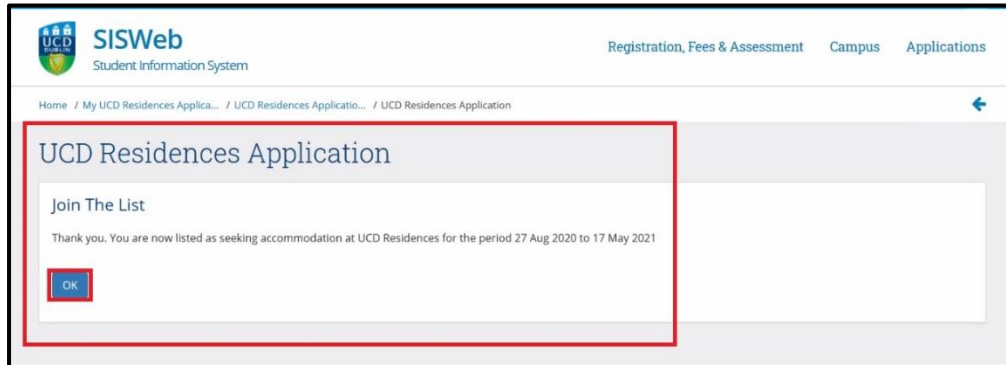 UCD
DUBLIN
SISWeb
Student Information System
Registration, Fees & Assessment Campus Applications
Home / My UCD Residences Applica... / UCD Residences Applicatio... / UCD Residences Application
UCD Residences Application
Join The List
Thank you. You are now listed as seeking accommodation at UCD Residences for the period 27 Aug 2020 to 17 May 2021
OK